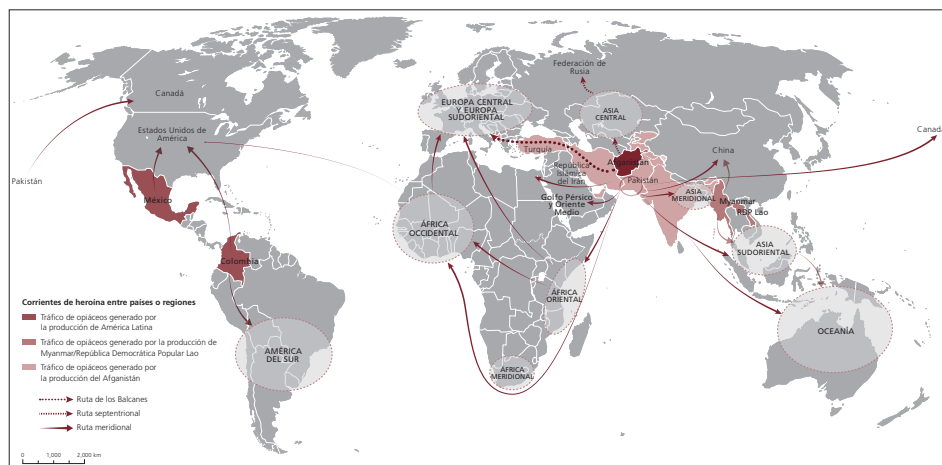 Federación de
Rusia
Canadá
EUROPA CENTRAL
Y EUROPA
SUDORIENTAL
ASIA
CENTRAL
Estados Unidos de
América
Canadá
China
Turquía
Afganistán
República
Islámica
del Irán
Pakistán
Pakistán
ASIA
MERIDIONAL
México
Golfo Pérsico
y Oriente
Medio
Myanmar
RDP Lao
ÁFRICA
OCCIDENTAL
ASIA
SUDORIENTAL
Colombia
ÁFRICA
ORIENTAL
Corrientes de heroína entre países o regiones
Tráfico de opiáceos generado por
la producción de América Latina
Tráfico de opiáceos generado por la producción de
Myanmar/República Democrática Popular Lao
Tráfico de opiáceos generado por
la producción del Afganistán
OCEANÍA
AMÉRICA
DEL SUR
ÁFRICA
MERIDIONAL
Ruta de los Balcanes
Ruta septentrional
Ruta meridional
0 1,000 2,000 km